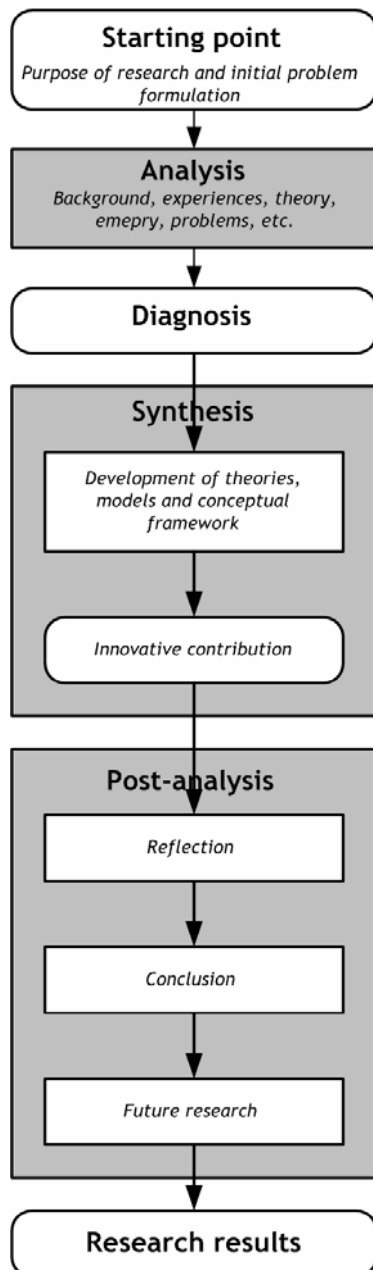 Starting point
Purpose of research and initial problem
formulation
Analysis
Background, experiences, theory,
emepry, problems, etc.
Diagnosis
Synthesis
Development of theories,
models and conceptual
framework
Innovative contribution
Post-analysis
Reflection
Conclusion
Future research
Research results